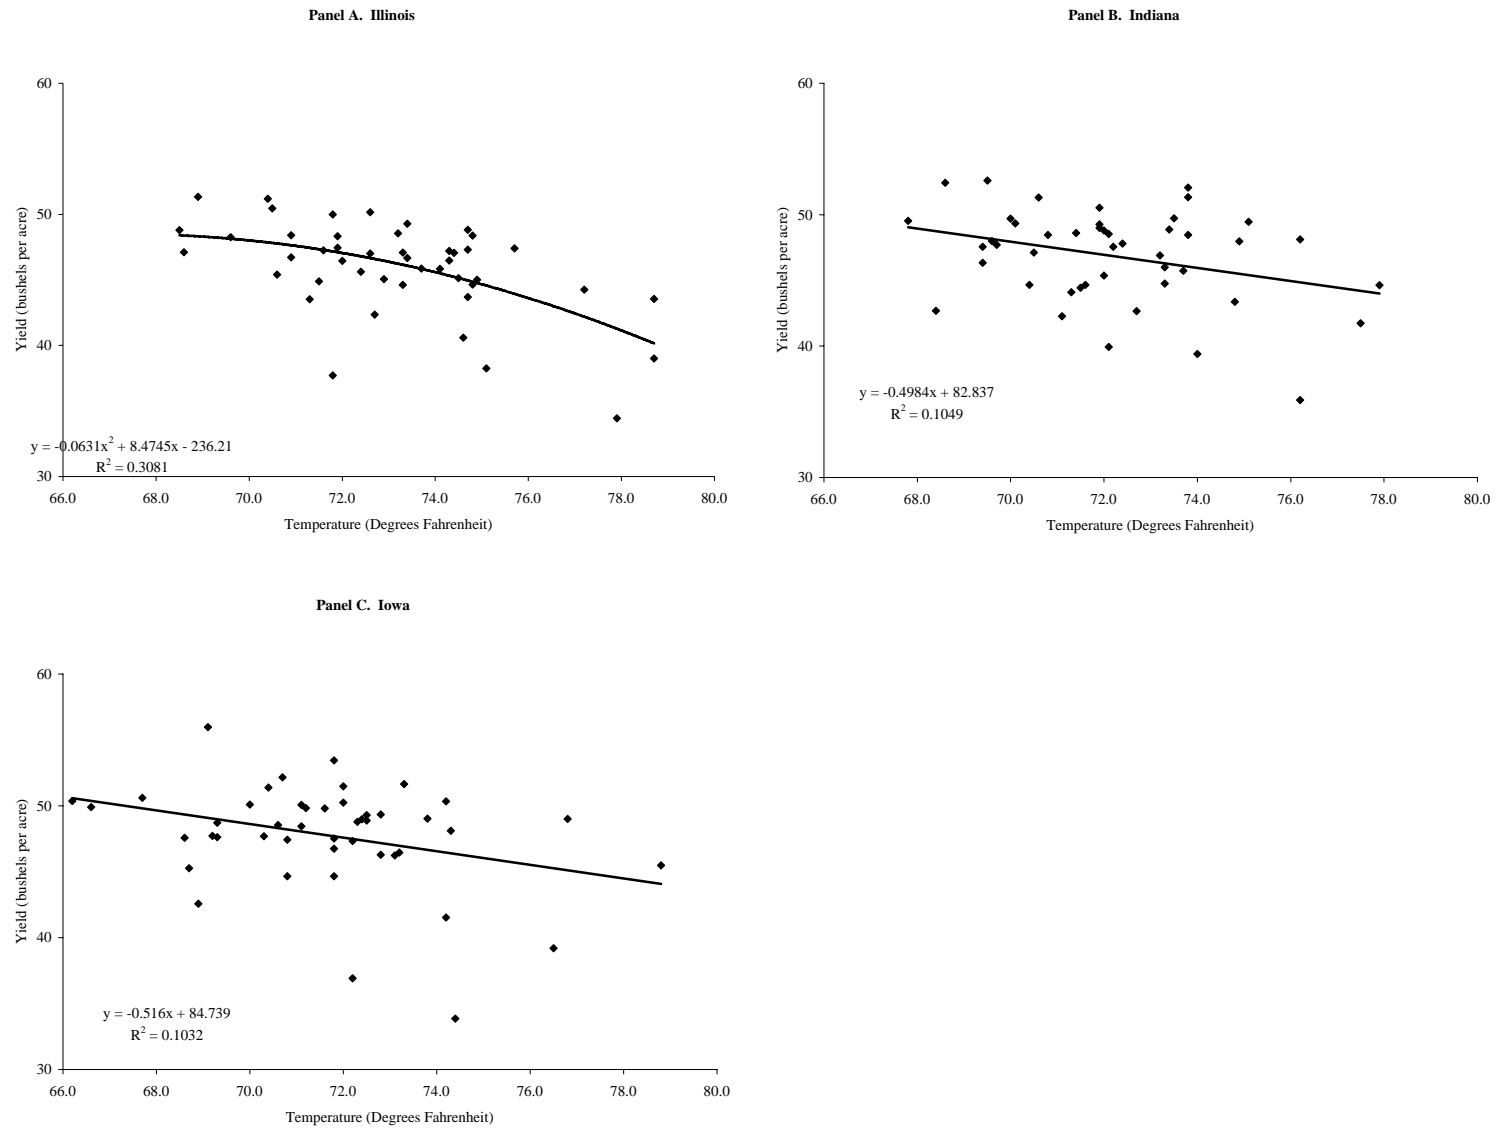 Panel A.  Illinois
60
50
40
30
Yield (bushels per acre)
y = -0.0631x² + 8.4745x - 236.21
R² = 0.3081
66.0 68.0 70.0 72.0 74.0 76.0 78.0 80.0
Temperature (Degrees Fahrenheit)
Panel B.  Indiana
60
50
40
30
Yield (bushels per acre)
y = -0.4984x + 82.837
R² = 0.1049
66.0 68.0 70.0 72.0 74.0 76.0 78.0 80.0
Temperature (Degrees Fahrenheit)
Panel C.  Iowa
60
50
40
30
Yield (bushels per acre)
y = -0.516x + 84.739
R² = 0.1032
66.0 68.0 70.0 72.0 74.0 76.0 78.0 80.0
Temperature (Degrees Fahrenheit)